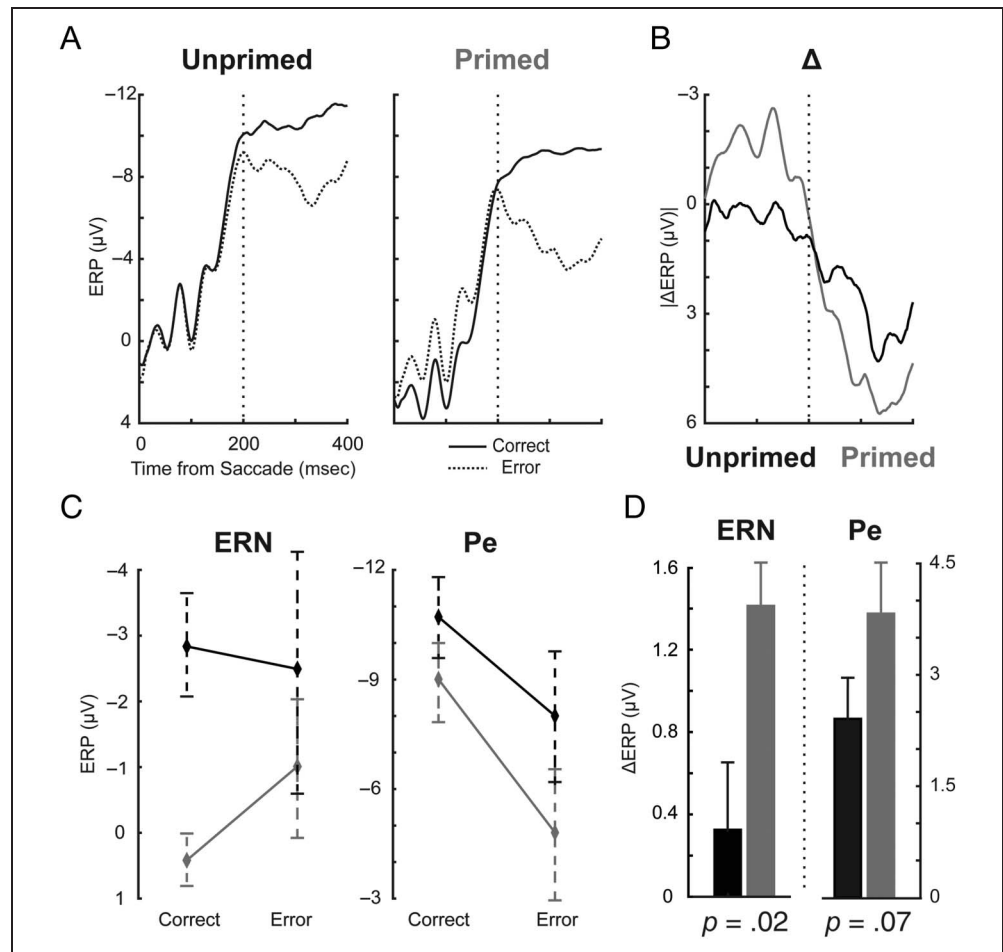 A
Unprimed
Primed
B
Δ
–12
–8
–4
0
4
ERP (µV)
0
200
400
Time from Saccade (msec)
Correct
Error
–3
0
3
6
|ΔERP (µV)|
Unprimed
Primed
C
ERN
Pe
–4
–3
–2
–1
0
1
ERP (µV)
Correct
Error
–12
–9
–6
–3
Correct
Error
D
ERN
Pe
1.6
1.2
0.8
0.4
0
ΔERP (µV)
4.5
3
1.5
0
p = .02
p = .07